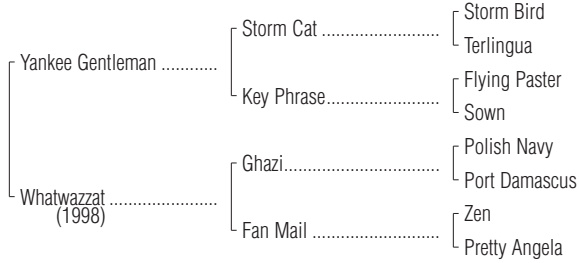 Storm Bird
Storm Cat ..........................
Terlingua
Yankee Gentleman ............
Flying Paster
Key Phrase.........................
Sown
Polish Navy
Ghazi..................................
Port Damascus
Whatwazzat .......................
(1998)
Zen
Fan Mail ............................
Pretty Angela